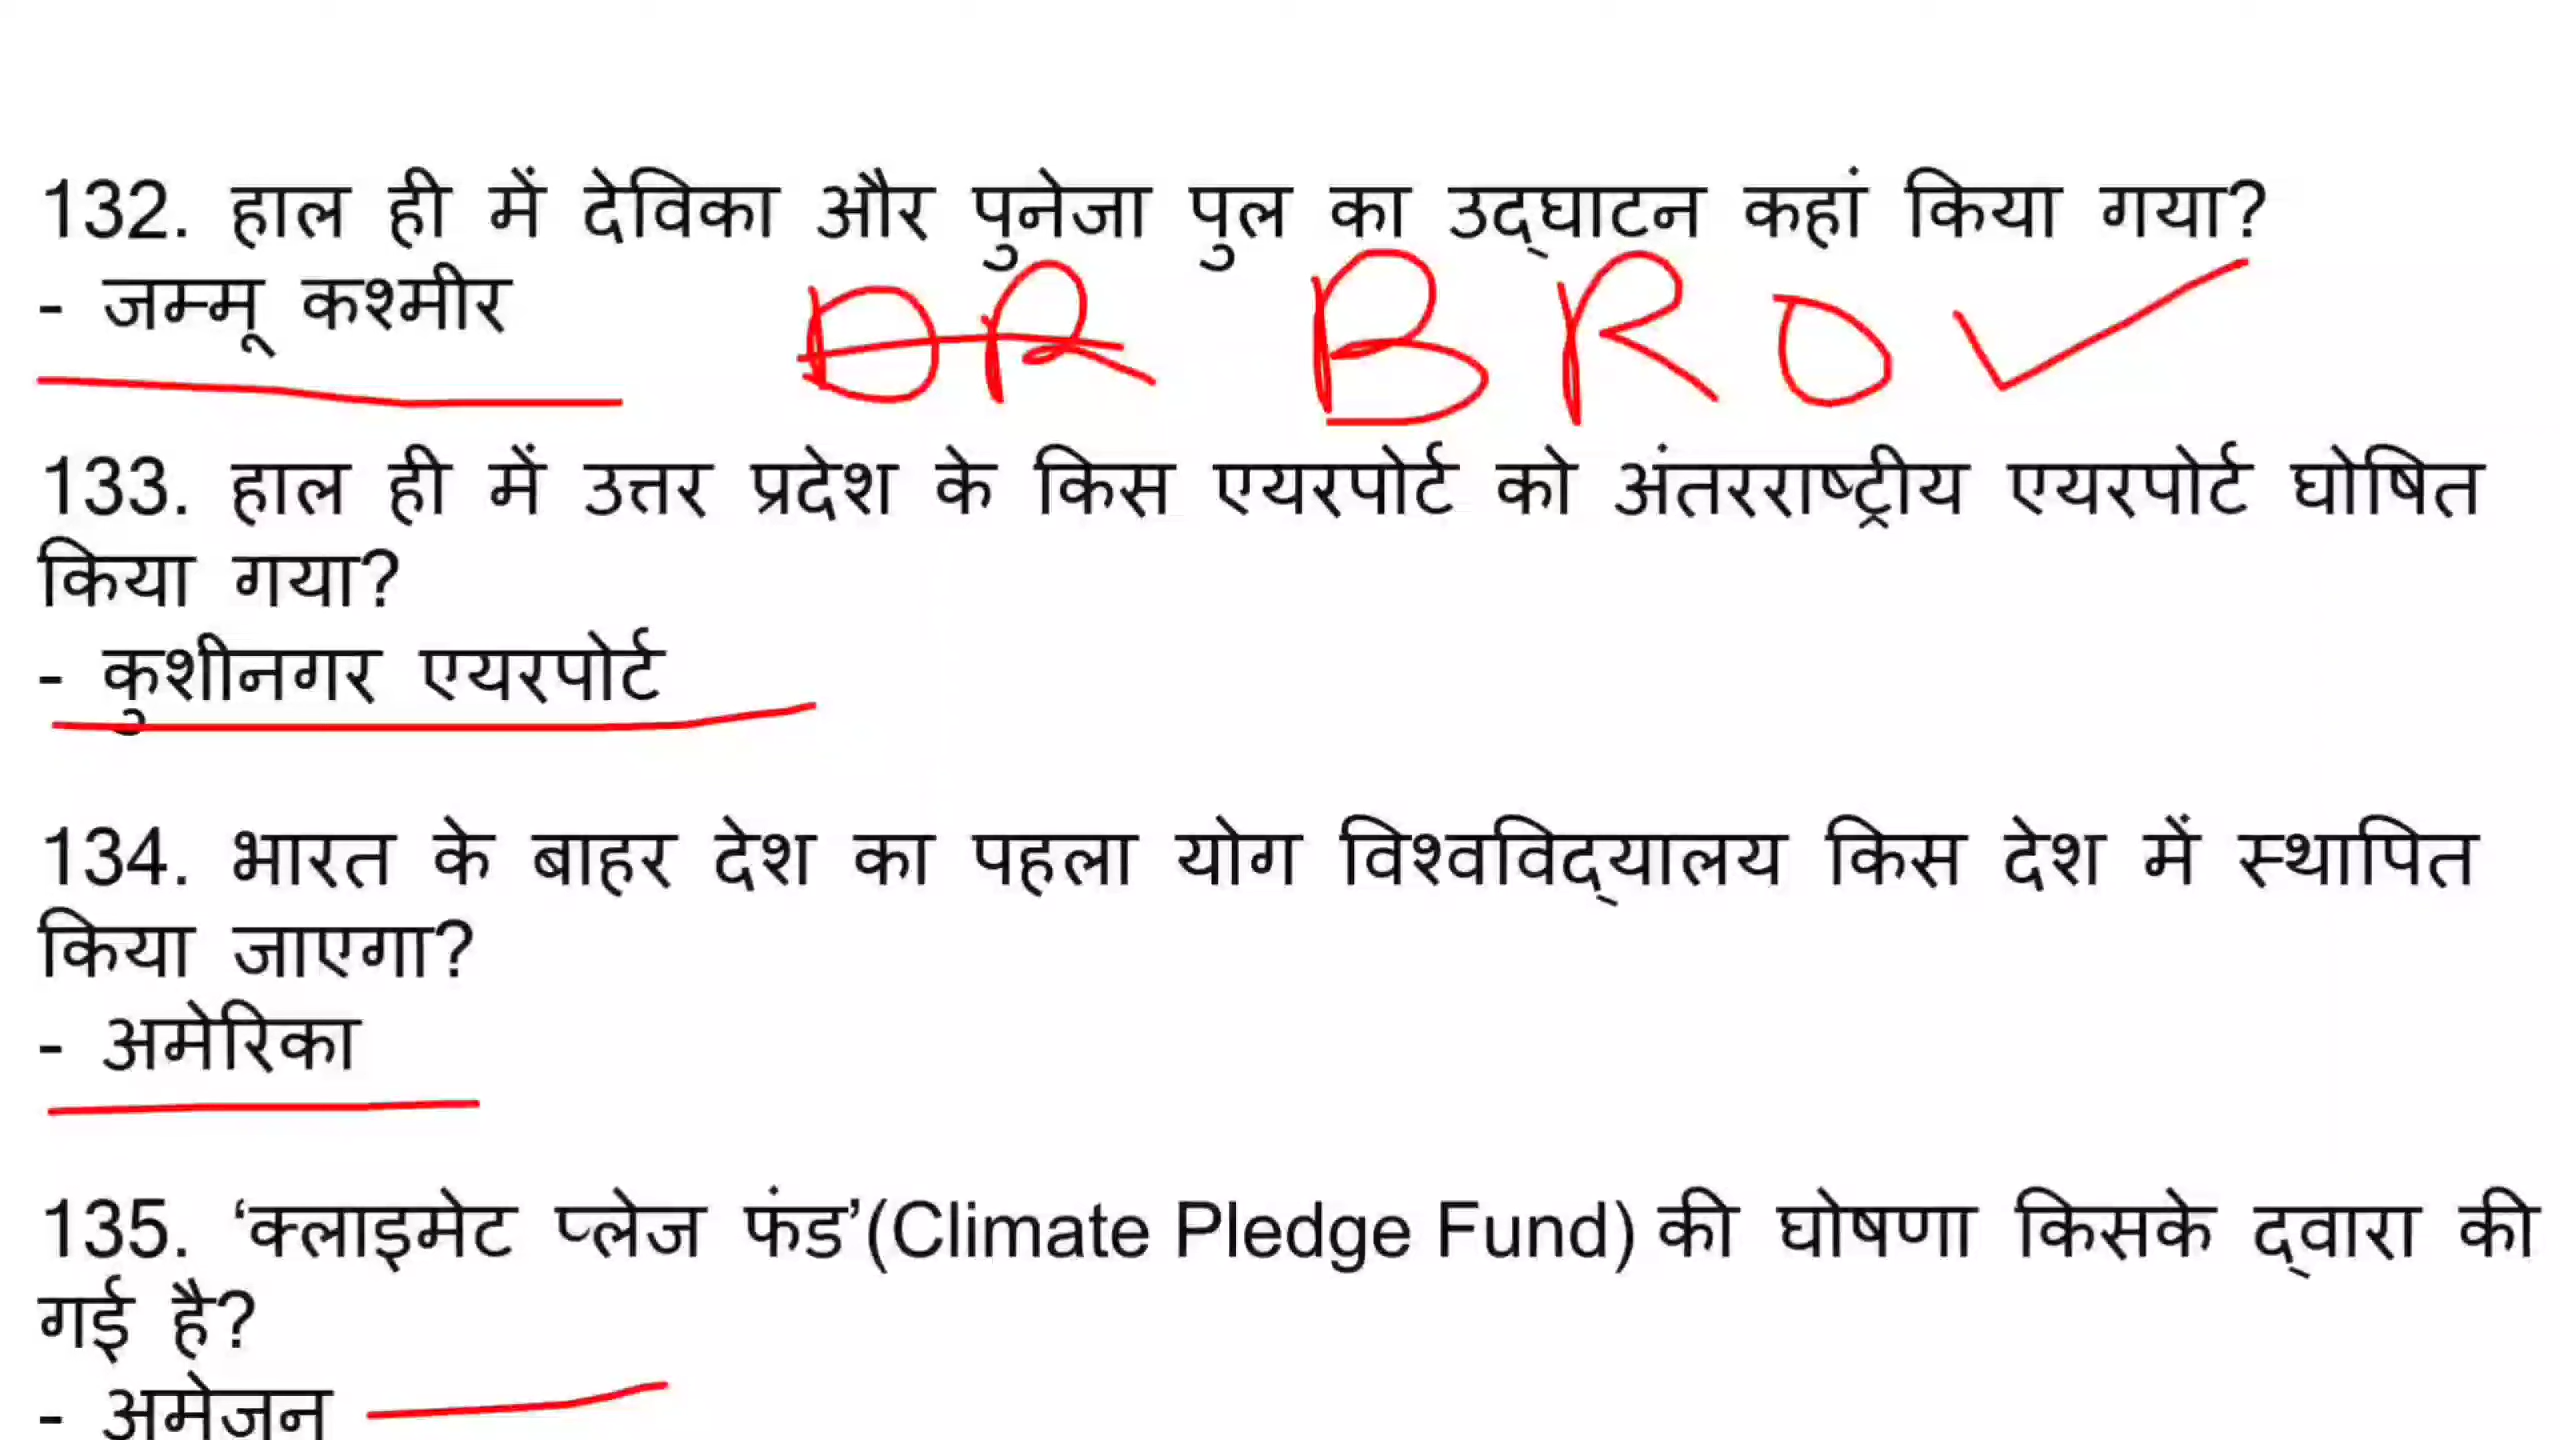 132. हाल ही में देविका और पुनेजा पुल का उद्घाटन कहां किया गया?
- जम्मू कश्मीर
DR BRO
133. हाल ही में उत्तर प्रदेश के किस एयरपोर्ट को अंतरराष्ट्रीय एयरपोर्ट घोषित
किया गया?
- कुशीनगर एयरपोर्ट
134. भारत के बाहर देश का पहला योग विश्वविद्यालय किस देश में स्थापित
किया जाएगा?
- अमेरिका
135. ‘क्लाइमेट प्लेज फंड’(Climate Pledge Fund) की घोषणा किसके द्वारा की
गई है?
- अमेजन